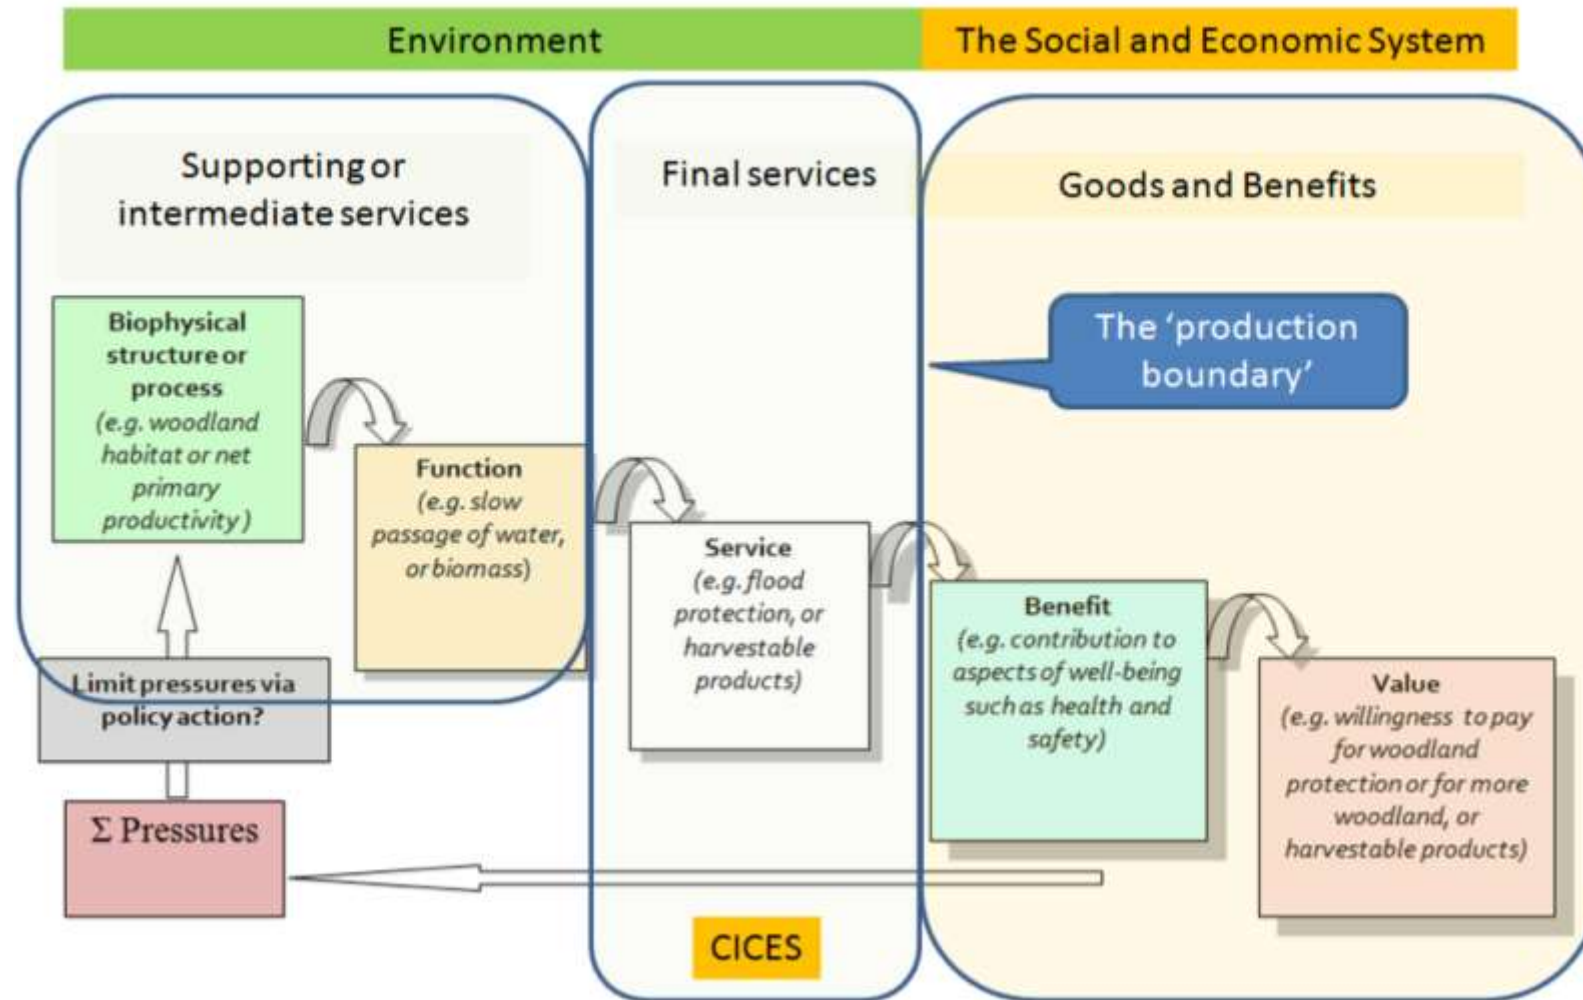 Environment
The Social and Economic System
Supporting or
intermediate services
Final services
Goods and Benefits
The ‘production
boundary’
Biophysical
structure or
process
(e.g. woodland
habitat or net
primary
productivity )
Function
(e.g. slow
passage of water,
or biomass)
Service
(e.g. flood
protection, or
harvestable
products)
Benefit
(e.g. contribution to
aspects of well-being
such as health and
safety)
Value
(e.g. willingness to pay
for woodland
protection or for more
woodland, or
harvestable products)
Limit pressures via
policy action?
Σ Pressures
CICES